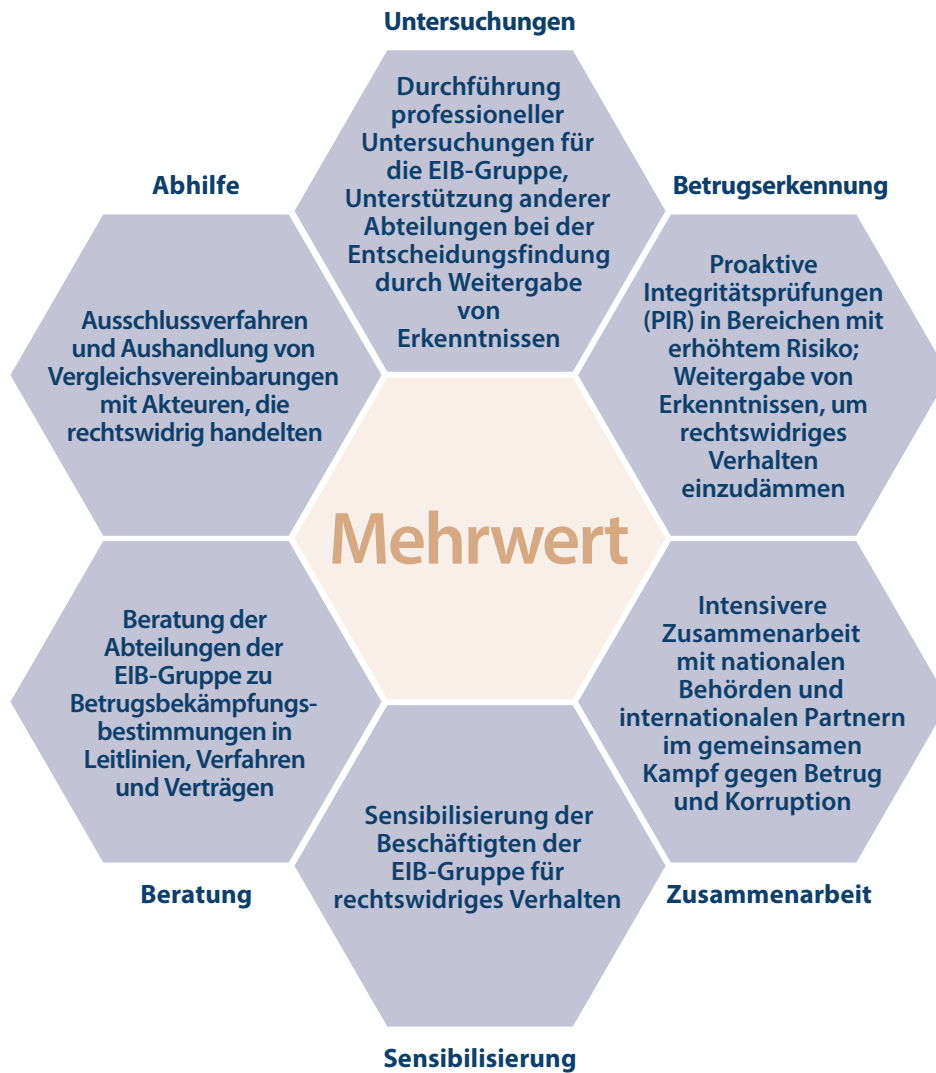 Untersuchungen
Durchführung
professioneller
Untersuchungen für
die EIB-Gruppe,
Unterstützung anderer
Abteilungen bei der
Entscheidungsfindung
durch Weitergabe
von
Erkenntnissen
Betrugserkennung
Proaktive
Integritätsprüfungen
(PIR) in Bereichen mit
erhöhtem Risiko;
Weitergabe von
Erkenntnissen, um
rechtswidriges
Verhalten
einzudämmen
Abhilfe
Ausschlussverfahren
und Aushandlung von
Vergleichsvereinbarungen
mit Akteuren, die
rechtswidrig handelten
Mehrwert
Beratung der
Abteilungen der
EIB-Gruppe zu
Betrugsbekämpfungs-
bestimmungen in
Leitlinien, Verfahren
und Verträgen
Beratung
Intensivere
Zusammenarbeit
mit nationalen
Behörden und
internationalen Partnern
im gemeinsamen
Kampf gegen Betrug
und Korruption
Zusammenarbeit
Sensibilisierung der
Beschäftigten der
EIB-Gruppe für
rechtswidriges Verhalten
Sensibilisierung